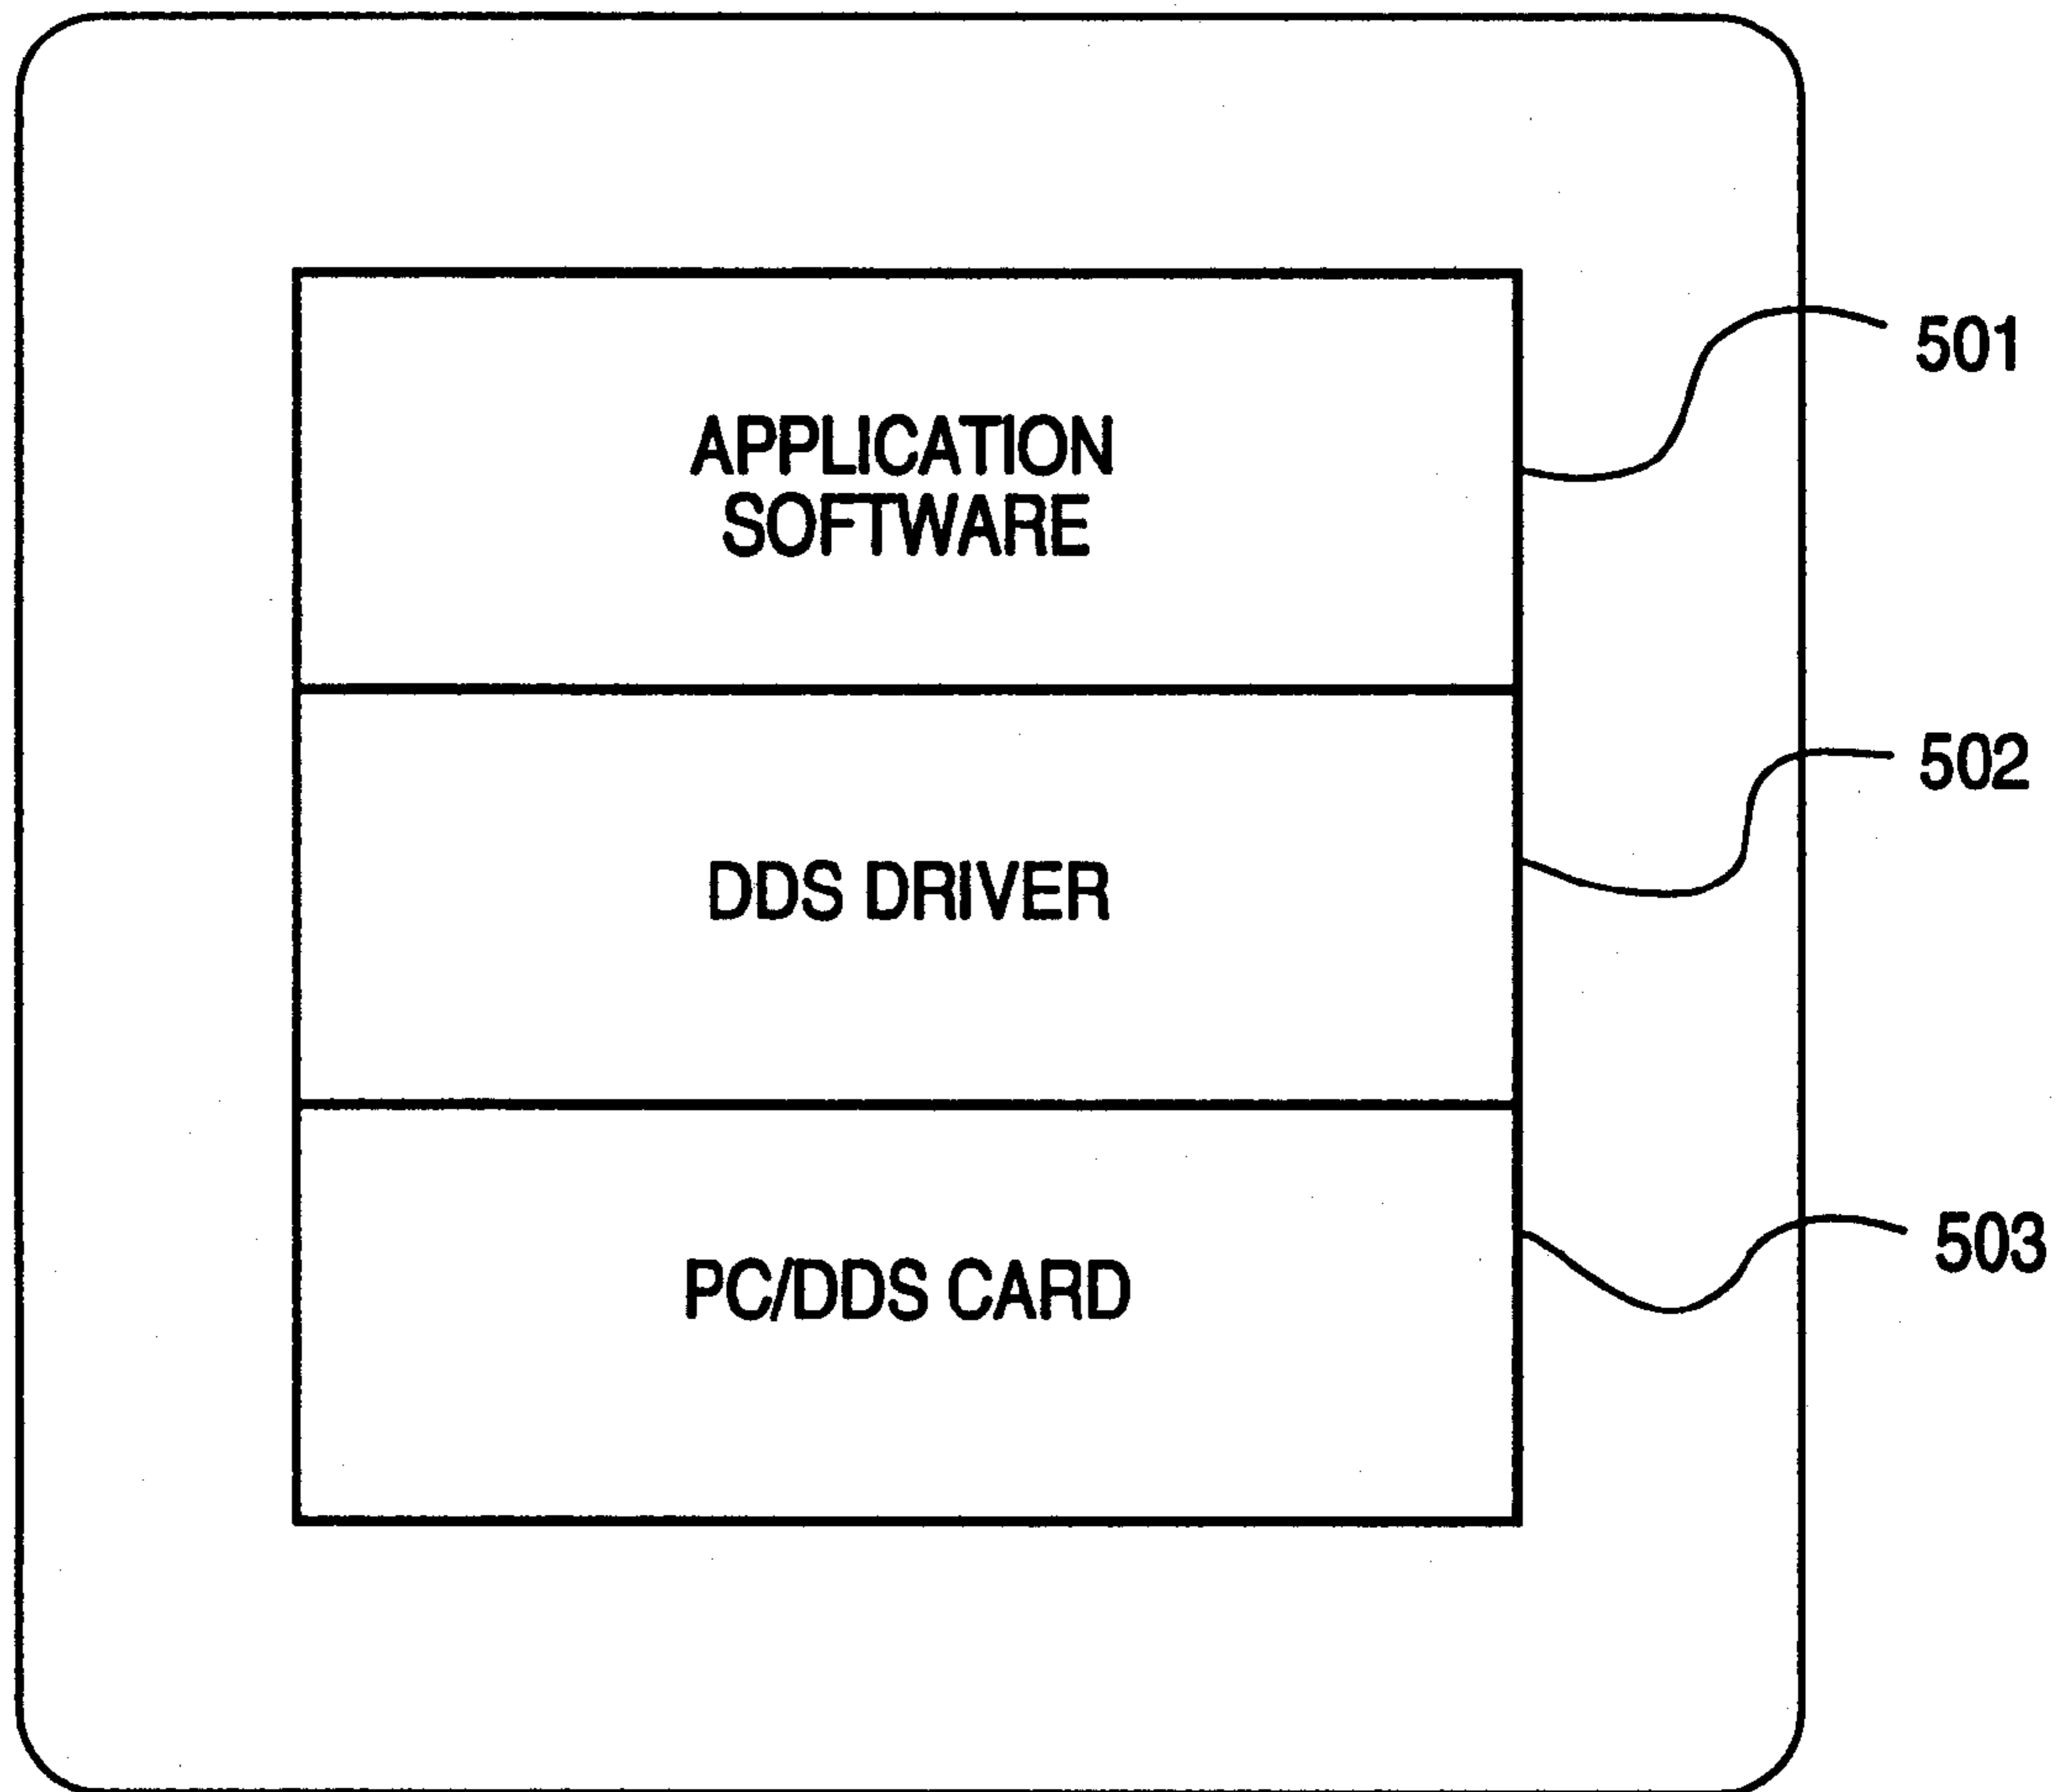 501
APPLICATION
SOFTWARE
502
DDS DRIVER
503
PC/DDS CARD